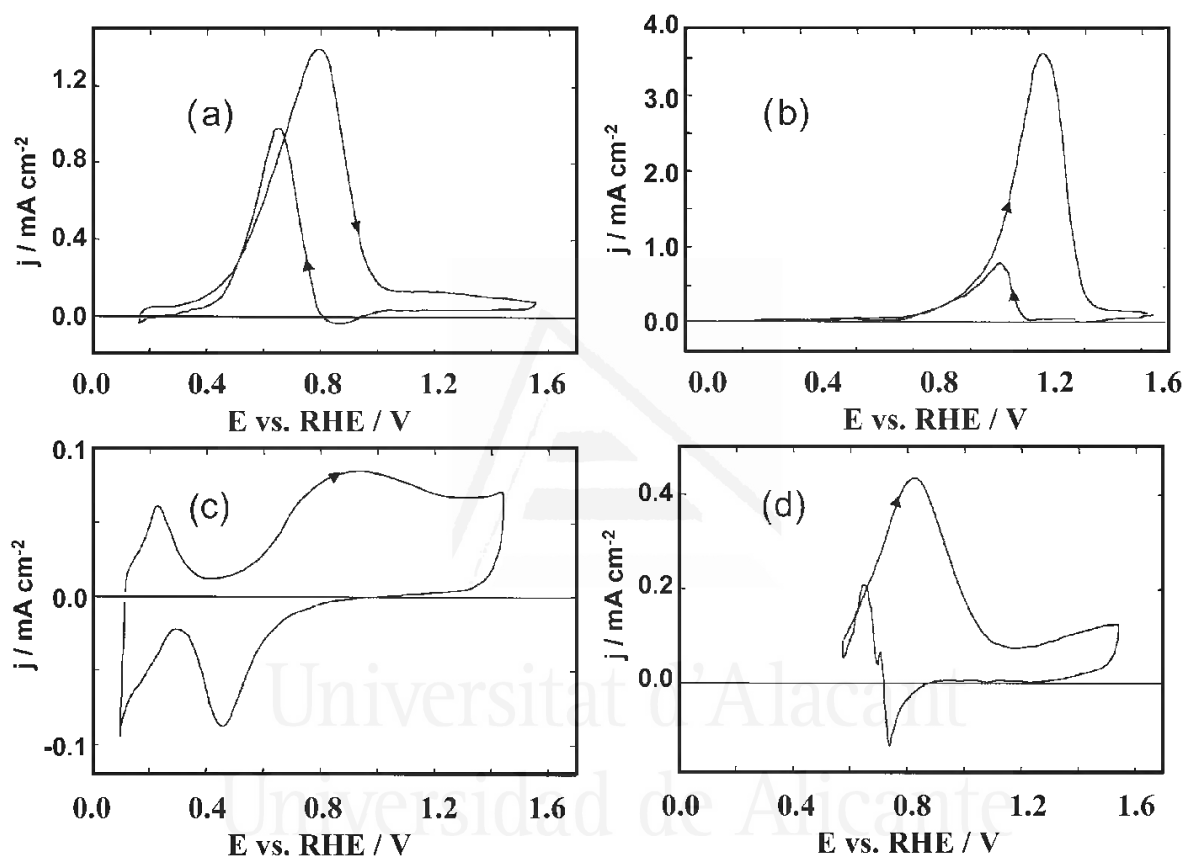 (a)
j / mA cm-2
1.2
0.8
0.4
0.0
0.0 0.4 0.8 1.2 1.6
E vs. RHE / V
(b)
j / mA cm-2
4.0
3.0
2.0
1.0
0.0
0.0 0.4 0.8 1.2 1.6
E vs. RHE / V
(c)
j / mA cm-2
0.1
0.0
-0.1
0.0 0.4 0.8 1.2 1.6
E vs. RHE / V
(d)
j / mA cm-2
0.4
0.2
0.0
0.0 0.4 0.8 1.2 1.6
E vs. RHE / V
Universitat d'Alacant
Universidad de Alicante